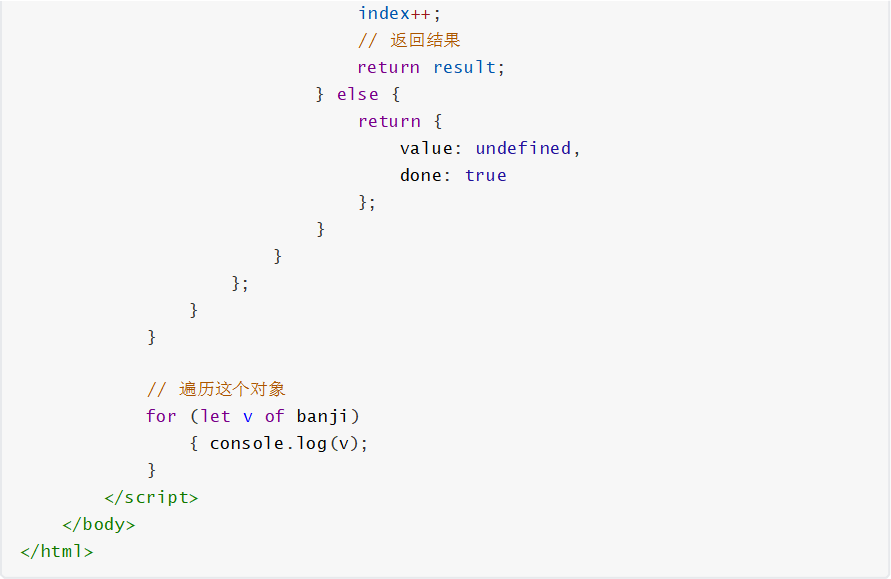 index++;
// 返回结果
return result;
} else {
return {
value: undefined,
done: true
};
}
}
};
}
}
// 遍历这个对象
for (let v of banji)
{ console.log(v);
}
</script>
</body>
</html>